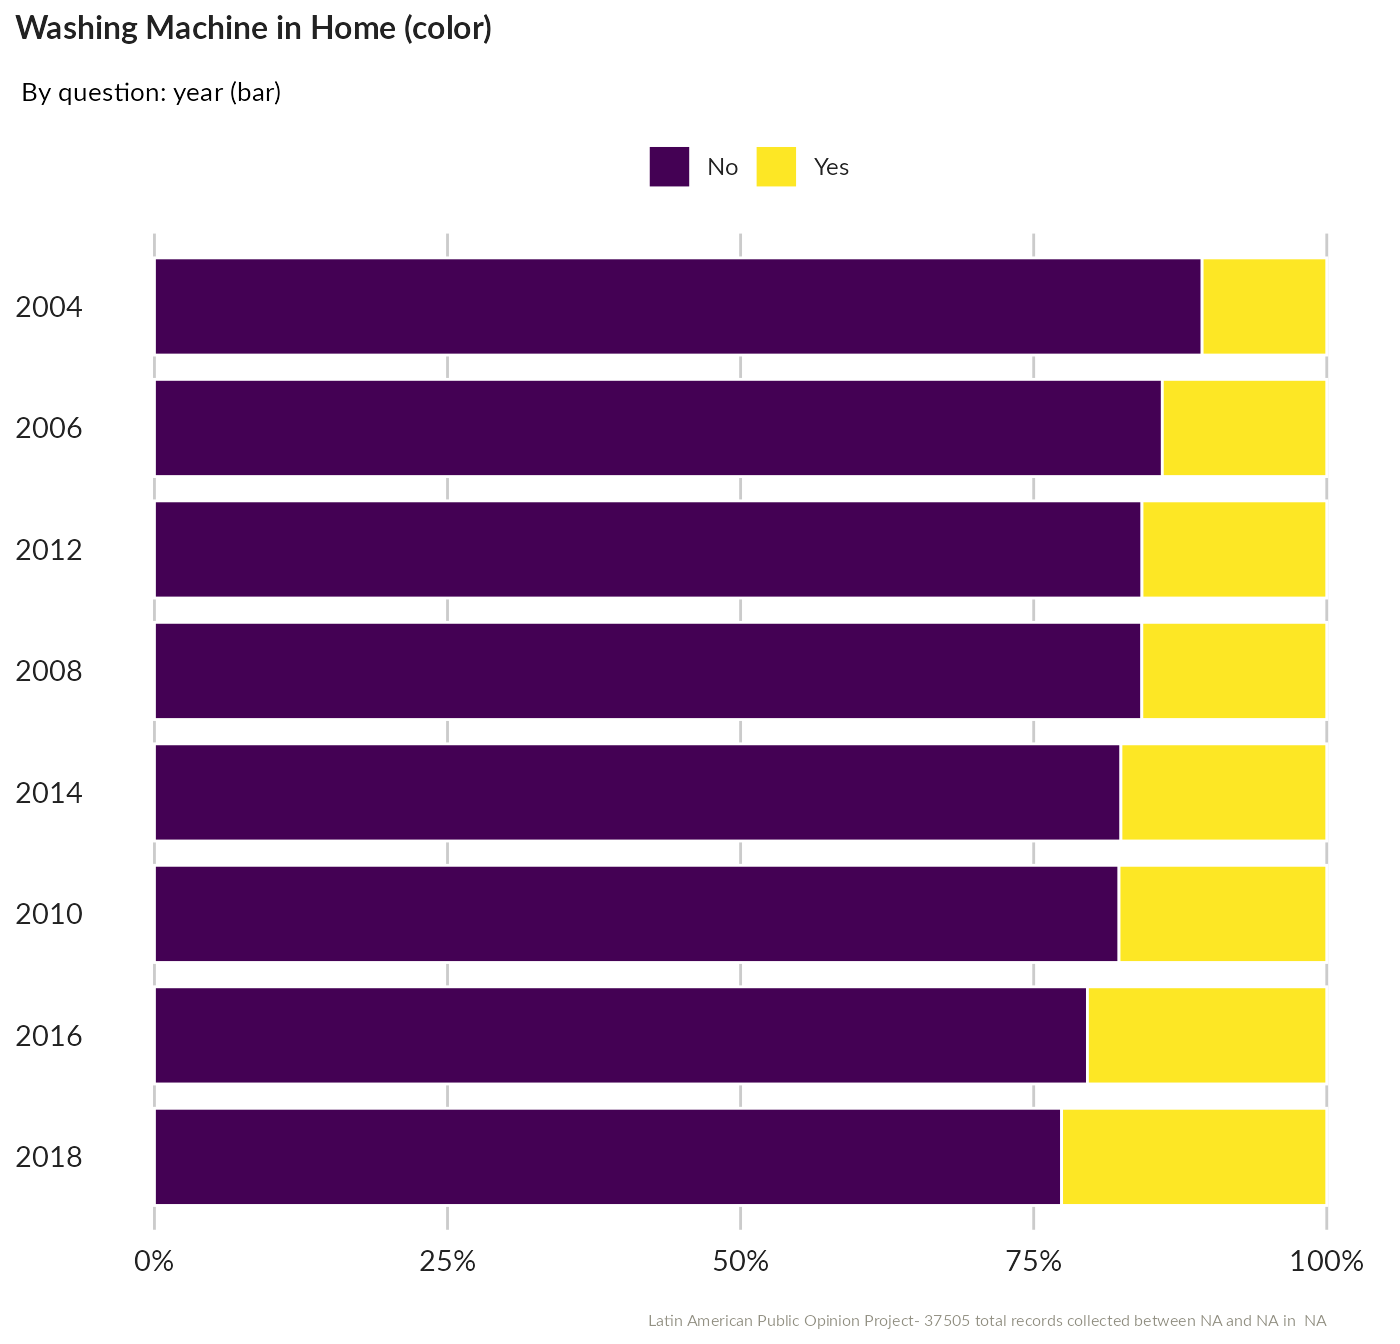 Washing Machine in Home (color)
By question: year (bar)
No Yes
2004
2006
2012
2008
2014
2010
2016
2018
0% 25% 50% 75% 100%
Latin American Public Opinion Project- 37505 total records collected between NA and NA in  NA